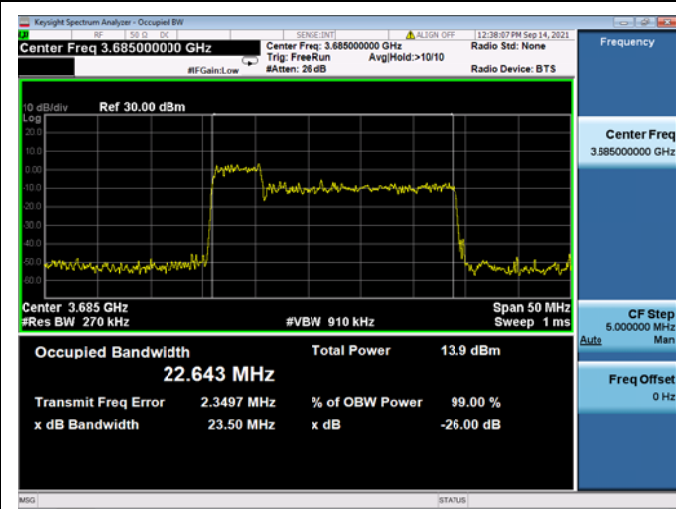 Keysight Spectrum Analyzer - Occupied BW
RF 50 Ω DC SENSE:INT ALIGN OFF 12:38:07 PM Sep 14, 2021
Center Freq 3.685000000 GHz
Center Freq: 3.685000000 GHz Radio Std: None
Trig: FreeRun Avg|Hold:>10/10
#IFGain:Low #Atten: 26 dB Radio Device: BTS
Frequency
10 dB/div Ref 30.00 dBm
Log
20.0
10.0
0.00
-10.0
-20.0
-30.0
-40.0
-50.0
-60.0
Center 3.685 GHz Span 50 MHz
#Res BW 270 kHz #VBW 910 kHz Sweep 1 ms
Center Freq
3.685000000 GHz
CF Step
5.000000 MHz
Auto Man
Freq Offset
0 Hz
Occupied Bandwidth Total Power 13.9 dBm
22.643 MHz
Transmit Freq Error 2.3497 MHz % of OBW Power 99.00 %
x dB Bandwidth 23.50 MHz x dB -26.00 dB
MSG STATUS